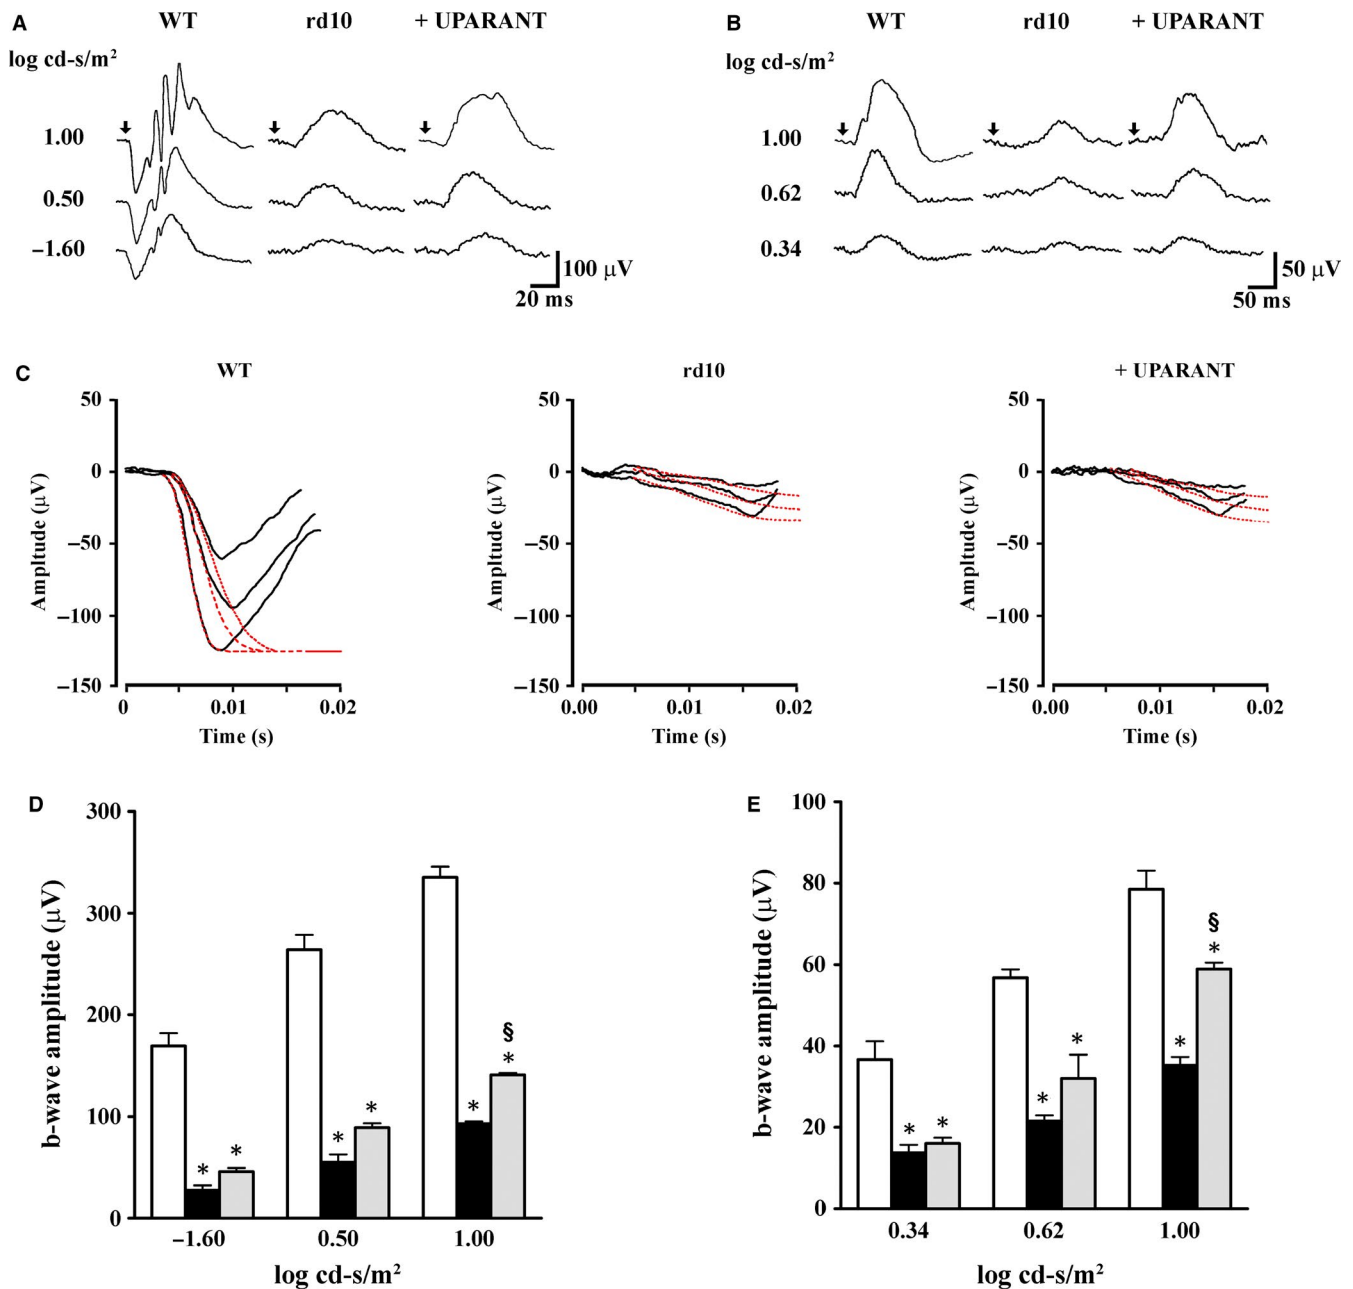 A
WT rd10 + UPARANT
log cd-s/m²
1.00
0.50
−1.60
100 μV
20 ms
B
WT rd10 + UPARANT
log cd-s/m²
1.00
0.62
0.34
50 μV
50 ms
C
WT
50
0
−50
−100
−150
Ampltude (μV)
0 0.01 0.02
Time (s)
rd10
50
0
−50
−100
−150
Ampltude (μV)
0.00 0.01 0.02
Time (s)
+ UPARANT
50
0
−50
−100
−150
Ampltude (μV)
0.00 0.01 0.02
Time (s)
D
300
300
200
100
0
b-wave amplitude (μV)
* *
* *
* § *
−1.60 0.50 1.00
log cd-s/m²
E
100
80
60
40
20
0
b-wave amplitude (μV)
* *
* *
* § *
0.34 0.62 1.00
log cd-s/m²